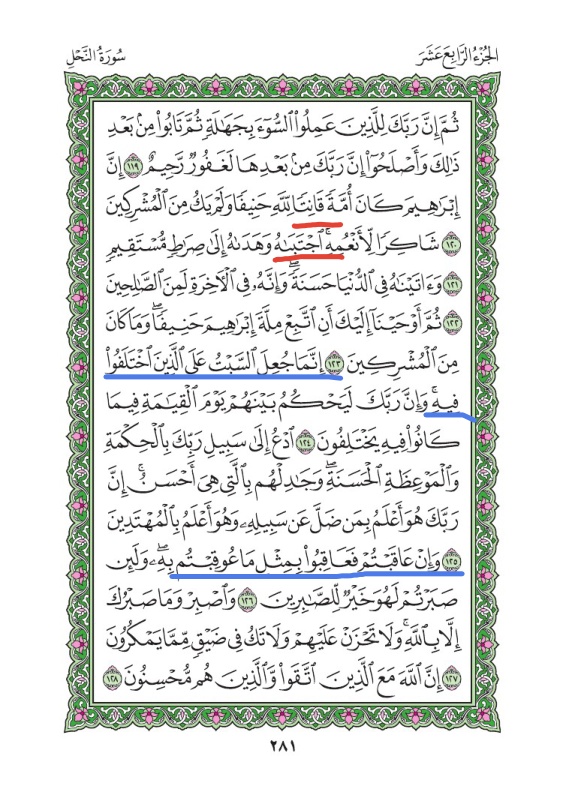 الجُزْءُ الرَّابِعَ عَشَرَ
سُورَةُ النَّحْلِ
ثُمَّ إِنَّ رَبَّكَ لِلَّذِينَ عَمِلُوا۟ ٱلسُّوٓءَ بِجَهَٰلَةٍ ثُمَّ تَابُوا۟ مِنۢ بَعْدِ
ذَٰلِكَ وَأَصْلَحُوٓا۟ إِنَّ رَبَّكَ مِنۢ بَعْدِهَا لَغَفُورٌ رَّحِيمٌ ١١٩ إِنَّ
إِبْرَٰهِيمَ كَانَ أُمَّةً قَانِتًا لِّلَّهِ حَنِيفًا وَلَمْ يَكُ مِنَ ٱلْمُشْرِكِينَ
١٢٠ شَاكِرًا لِّأَنْعُمِهِ ۚ ٱجْتَبَىٰهُ وَهَدَىٰهُ إِلَىٰ صِرَٰطٍ مُّسْتَقِيمٍ
١٢١ وَءَاتَيْنَٰهُ فِى ٱلدُّنْيَا حَسَنَةً ۖ وَإِنَّهُۥ فِى ٱلْءَاخِرَةِ لَمِنَ ٱلصَّٰلِحِينَ
١٢٢ ثُمَّ أَوْحَيْنَآ إِلَيْكَ أَنِ ٱتَّبِعْ مِلَّةَ إِبْرَٰهِيمَ حَنِيفًا ۖ وَمَا كَانَ
مِنَ ٱلْمُشْرِكِينَ ١٢٣ إِنَّمَا جُعِلَ ٱلسَّبْتُ عَلَى ٱلَّذِينَ ٱخْتَلَفُوا۟
فِيهِ ۚ وَإِنَّ رَبَّكَ لَيَحْكُمُ بَيْنَهُمْ يَوْمَ ٱلْقِيَٰمَةِ فِيمَا
كَانُوا۟ فِيهِ يَخْتَلِفُونَ ١٢٤ ٱدْعُ إِلَىٰ سَبِيلِ رَبِّكَ بِٱلْحِكْمَةِ
وَٱلْمَوْعِظَةِ ٱلْحَسَنَةِ ۖ وَجَٰدِلْهُم بِٱلَّتِى هِىَ أَحْسَنُ ۚ إِنَّ
رَبَّكَ هُوَ أَعْلَمُ بِمَن ضَلَّ عَن سَبِيلِهِۦ وَهُوَ أَعْلَمُ بِٱلْمُهْتَدِينَ
١٢٥ وَإِنْ عَاقَبْتُمْ فَعَاقِبُوا۟ بِمِثْلِ مَا عُوقِبْتُم بِهِۦ ۖ وَلَئِن
صَبَرْتُمْ لَهُوَ خَيْرٌ لِّلصَّٰبِرِينَ ١٢٦ وَٱصْبِرْ وَمَا صَبْرُكَ
إِلَّا بِٱللَّهِ ۚ وَلَا تَحْزَنْ عَلَيْهِمْ وَلَا تَكُ فِى ضَيْقٍ مِّمَّا يَمْكُرُونَ
١٢٧ إِنَّ ٱللَّهَ مَعَ ٱلَّذِينَ ٱتَّقَوا۟ وَّٱلَّذِينَ هُم مُّحْسِنُونَ ١٢٨
٢٨١